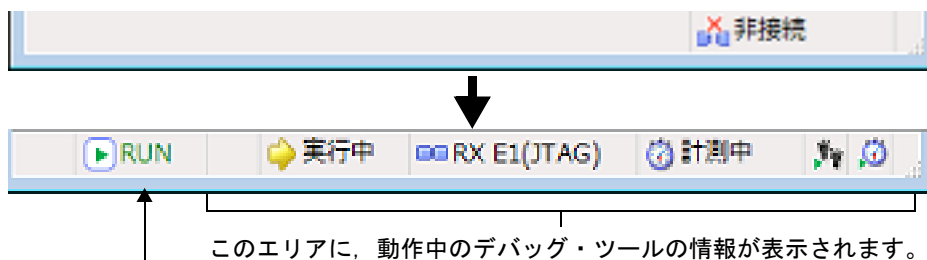 非接続
RUN 実行中 RX E1(JTAG) 計測中
このエリアに，動作中のデバッグ・ツールの情報が表示されます。